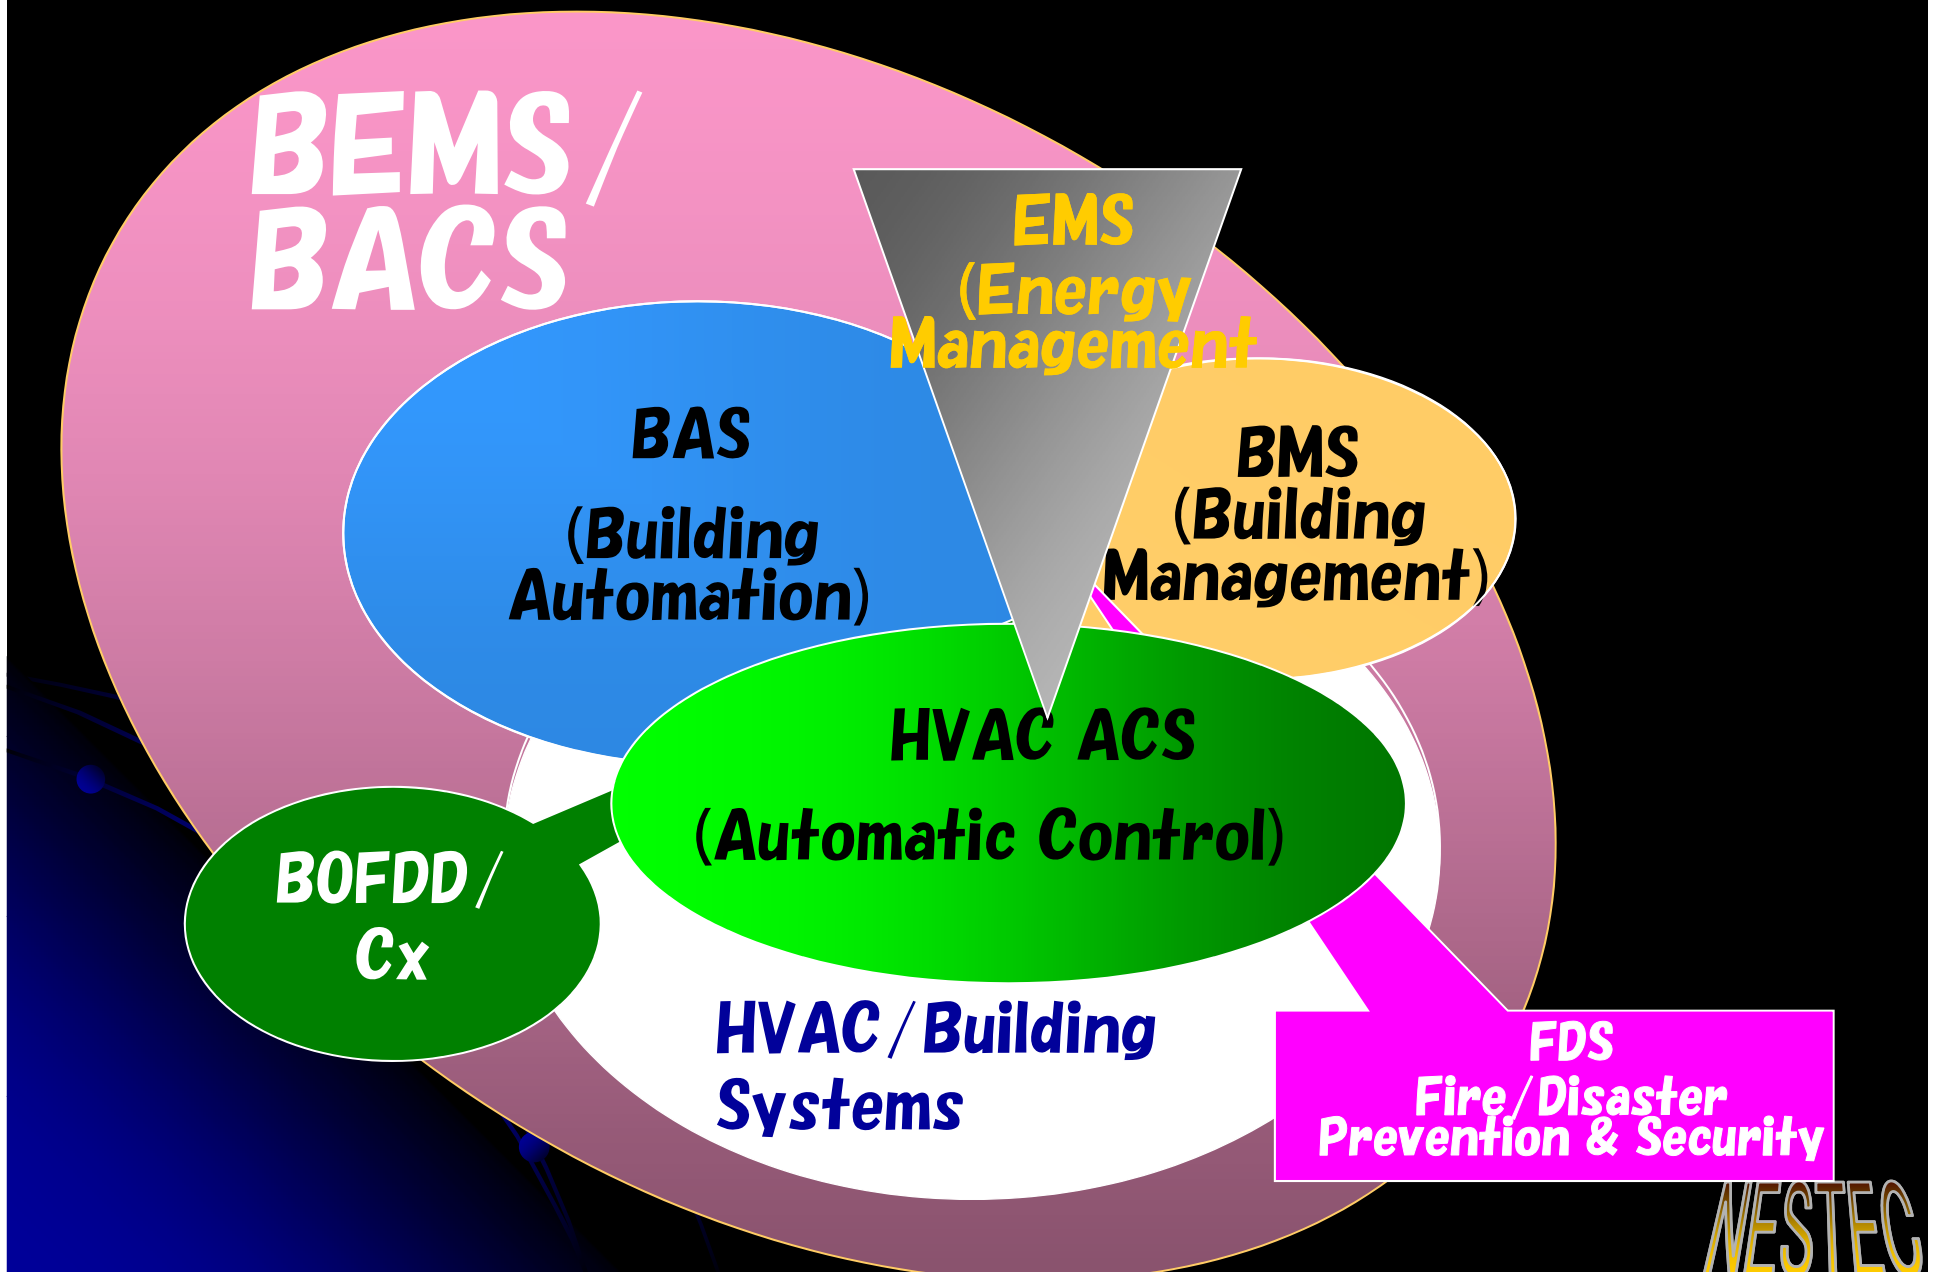 BEMS/
BACS
EMS
(Energy
Management
BAS
(Building
Automation)
BMS
(Building
Management)
HVAC ACS
(Automatic Control)
BOFDD/
Cx
HVAC/Building
Systems
FDS
Fire/Disaster
Prevention & Security
NESTEC